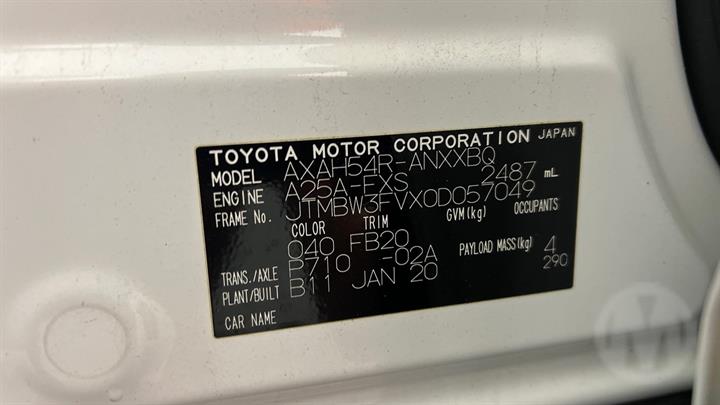 TOYOTA MOTOR CORPORATION JAPAN
MODEL AXAH54R-ANXXBQ
ENGINE A25A-FXS 2487 mL
FRAME No. JTMBW3FVX0D057049
COLOR TRIM GVM(kg) OCCUPANTS
040 FB20
TRANS./AXLE P710 -02A PAYLOAD MASS(kg) 4
PLANT/BUILT B11 JAN 20 290
CAR NAME